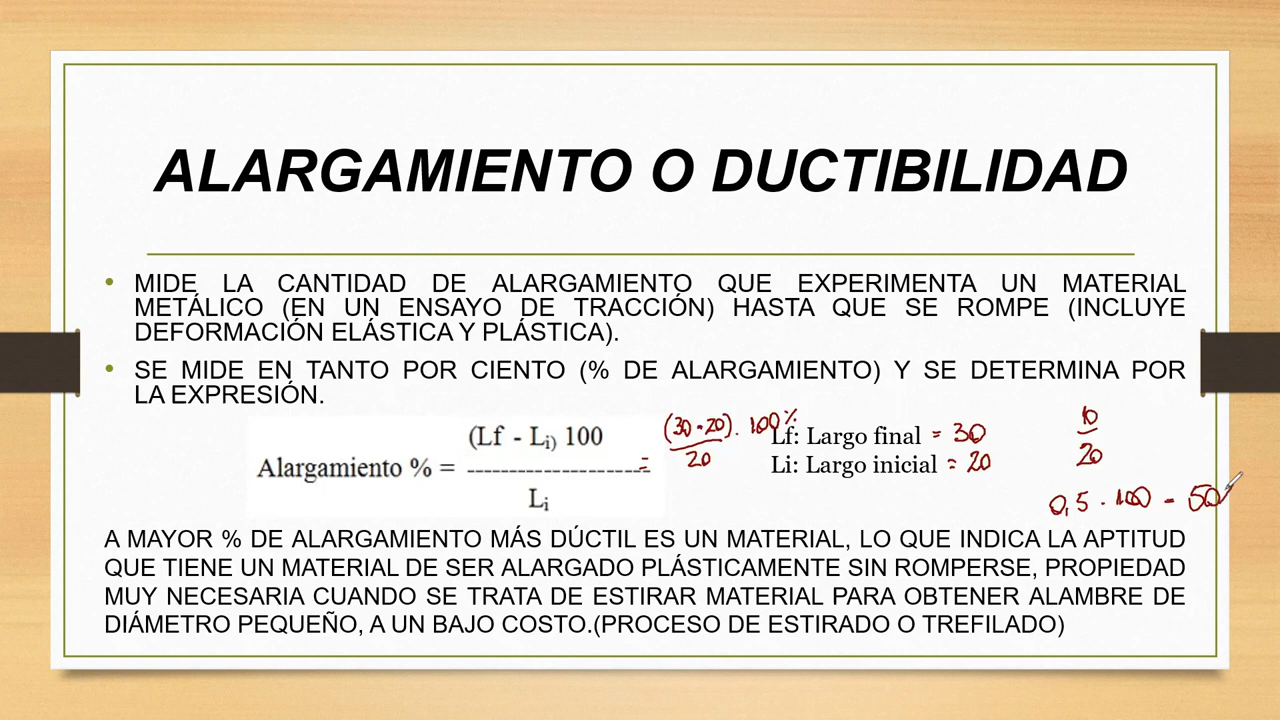 ALARGAMIENTO O DUCTIBILIDAD
• MIDE LA CANTIDAD DE ALARGAMIENTO QUE EXPERIMENTA UN MATERIAL
METÁLICO (EN UN ENSAYO DE TRACCIÓN) HASTA QUE SE ROMPE (INCLUYE
DEFORMACIÓN ELÁSTICA Y PLÁSTICA).
• SE MIDE EN TANTO POR CIENTO (% DE ALARGAMIENTO) Y SE DETERMINA POR
LA EXPRESIÓN.
(Lf - Li) 100
Alargamiento % = ---------------------
Li
= (30-20) . 100%
20
Lf: Largo final = 30
Li: Largo inicial = 20
10
20
0,5 . 100 = 50
A MAYOR % DE ALARGAMIENTO MÁS DÚCTIL ES UN MATERIAL, LO QUE INDICA LA APTITUD
QUE TIENE UN MATERIAL DE SER ALARGADO PLÁSTICAMENTE SIN ROMPERSE, PROPIEDAD
MUY NECESARIA CUANDO SE TRATA DE ESTIRAR MATERIAL PARA OBTENER ALAMBRE DE
DIÁMETRO PEQUEÑO, A UN BAJO COSTO.(PROCESO DE ESTIRADO O TREFILADO)